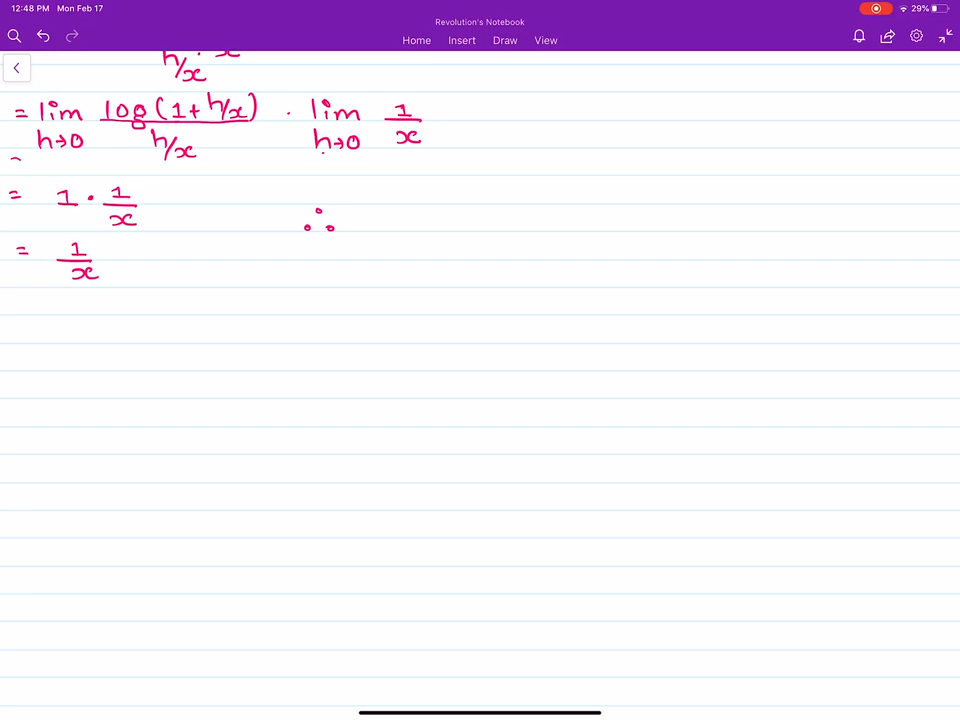 12:48 PM Mon Feb 17
29%
Revolution's Notebook
Home Insert Draw View
h/x · x
= lim h→0 log(1 + h/x) / h/x · lim h→0 1/x
= 1 · 1/x
∴
= 1/x